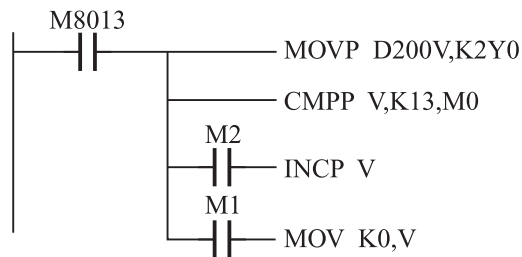 M8013
MOVP D200V,K2Y0
CMPP V,K13,M0
M2
INCP V
M1
MOV K0,V